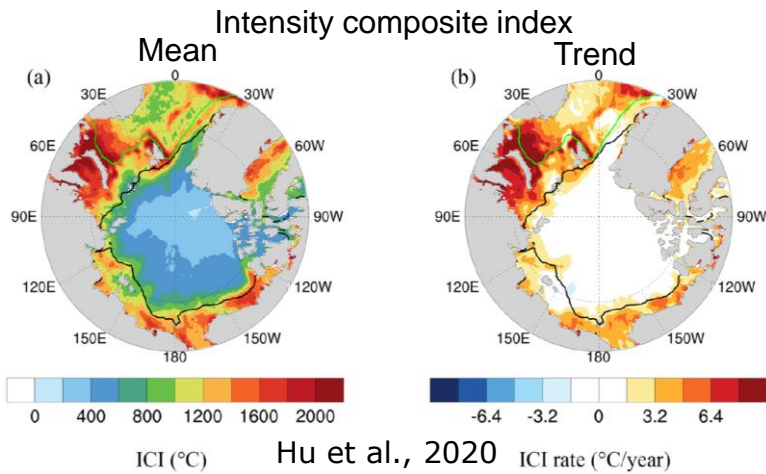 Intensity composite index
Mean
Trend
(a)
0
30E
30W
60E
60W
90E
90W
120E
120W
150E
150W
180
(b)
0
30E
30W
60E
60W
90E
90W
120E
120W
150E
150W
180
0 400 800 1200 1600 2000
-6.4 -3.2 0 3.2 6.4
ICI (°C)
Hu et al., 2020
ICI rate (°C/year)